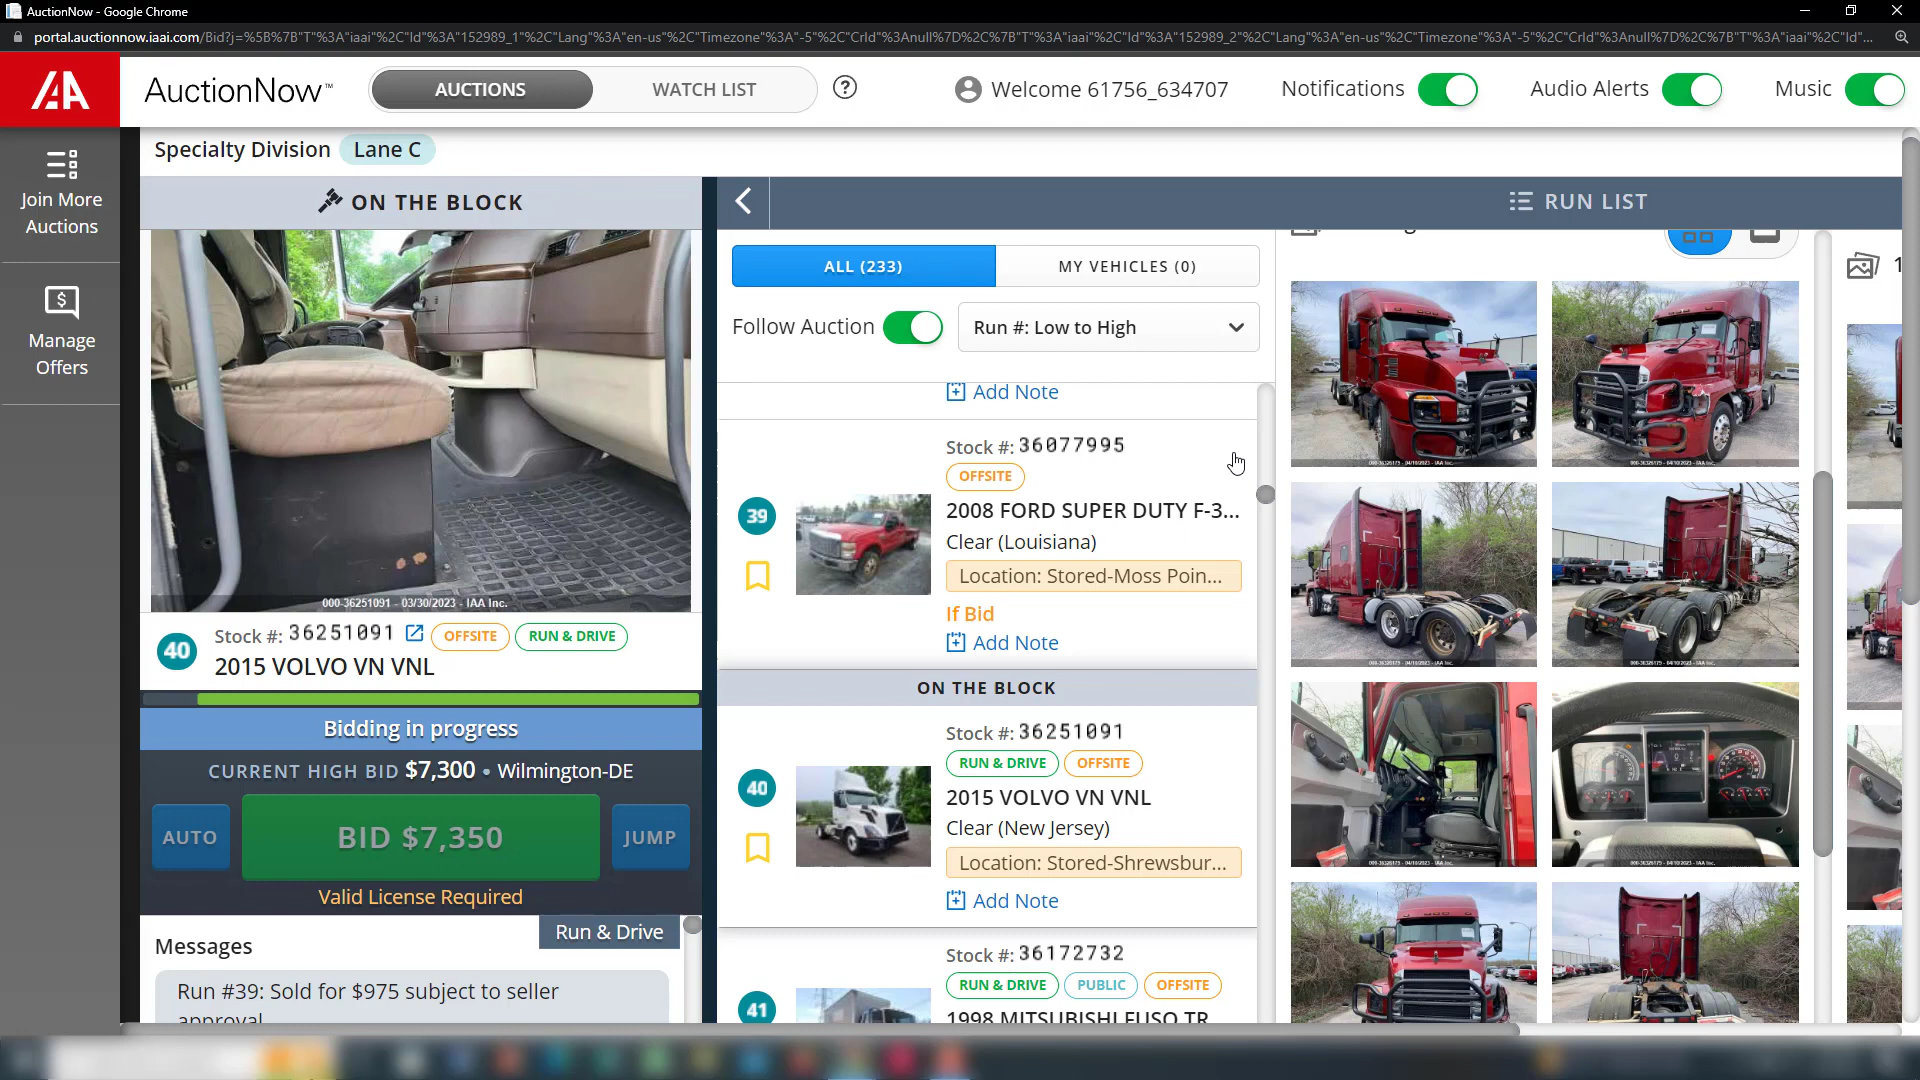 AuctionNow - Google Chrome
portal.auctionnow.iaai.com/Bid?j=%5B%7B"T"%3A"iaai"%2C"Id"%3A"152989_1"%2C"Lang"%3A"en-us"%2C"Timezone"%3A"-5"%2C"CrId"%3Anull%7D%2C%7B"T"%3A"iaai"%2C"Id"%3A"152989_2"%2C"Lang"%3A"en-us"%2C"Timezone"%3A"-5"%2C"CrId"%3Anull%7D%2C%7B"T"%3A"iaai"%2C"Id"...
IAA
AuctionNow™
AUCTIONS
WATCH LIST
Welcome 61756_634707
Notifications
Audio Alerts
Music
Join More
Auctions
Manage
Offers
Specialty Division Lane C
ON THE BLOCK
000-36251091 - 03/30/2023 - IAA Inc.
40
Stock #: 36251091 OFFSITE RUN & DRIVE
2015 VOLVO VN VNL
Bidding in progress
CURRENT HIGH BID $7,300 • Wilmington-DE
AUTO
BID $7,350
JUMP
Valid License Required
Messages
Run & Drive
Run #39: Sold for $975 subject to seller
approval
RUN LIST
ALL (233)
MY VEHICLES (0)
Follow Auction
Run #: Low to High
Add Note
39
Stock #: 36077995
OFFSITE
2008 FORD SUPER DUTY F-3...
Clear (Louisiana)
Location: Stored-Moss Poin...
If Bid
Add Note
ON THE BLOCK
40
Stock #: 36251091
RUN & DRIVE OFFSITE
2015 VOLVO VN VNL
Clear (New Jersey)
Location: Stored-Shrewsbur...
Add Note
41
Stock #: 36172732
RUN & DRIVE PUBLIC OFFSITE
1998 MITSUBISHI FUSO TR